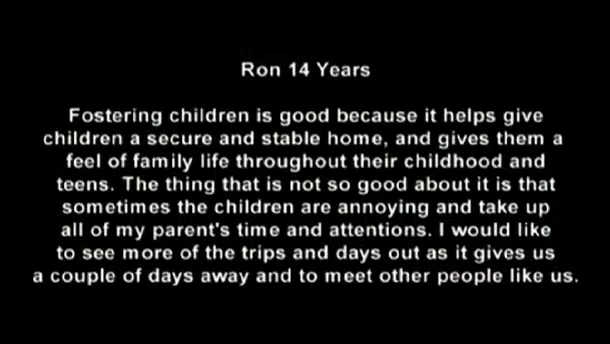 Ron 14 Years
Fostering children is good because it helps give
children a secure and stable home, and gives them a
feel of family life throughout their childhood and
teens. The thing that is not so good about it is that
sometimes the children are annoying and take up
all of my parent's time and attentions. I would like
to see more of the trips and days out as it gives us
a couple of days away and to meet other people like us.